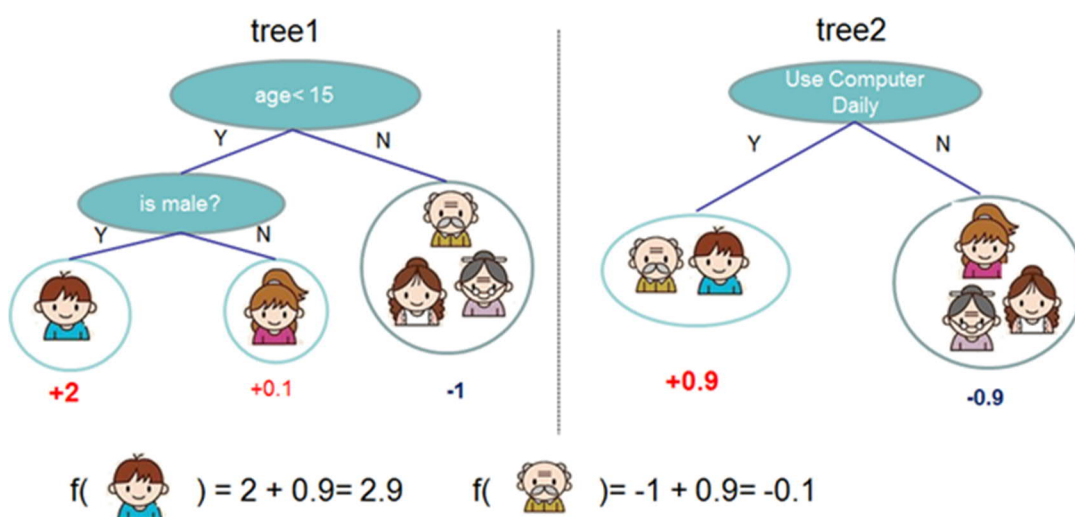 tree1
age< 15
Y
N
is male?
Y
N
+2
+0.1
-1
tree2
Use Computer
Daily
Y
N
+0.9
-0.9
f( ) = 2 + 0.9= 2.9
f( )= -1 + 0.9= -0.1